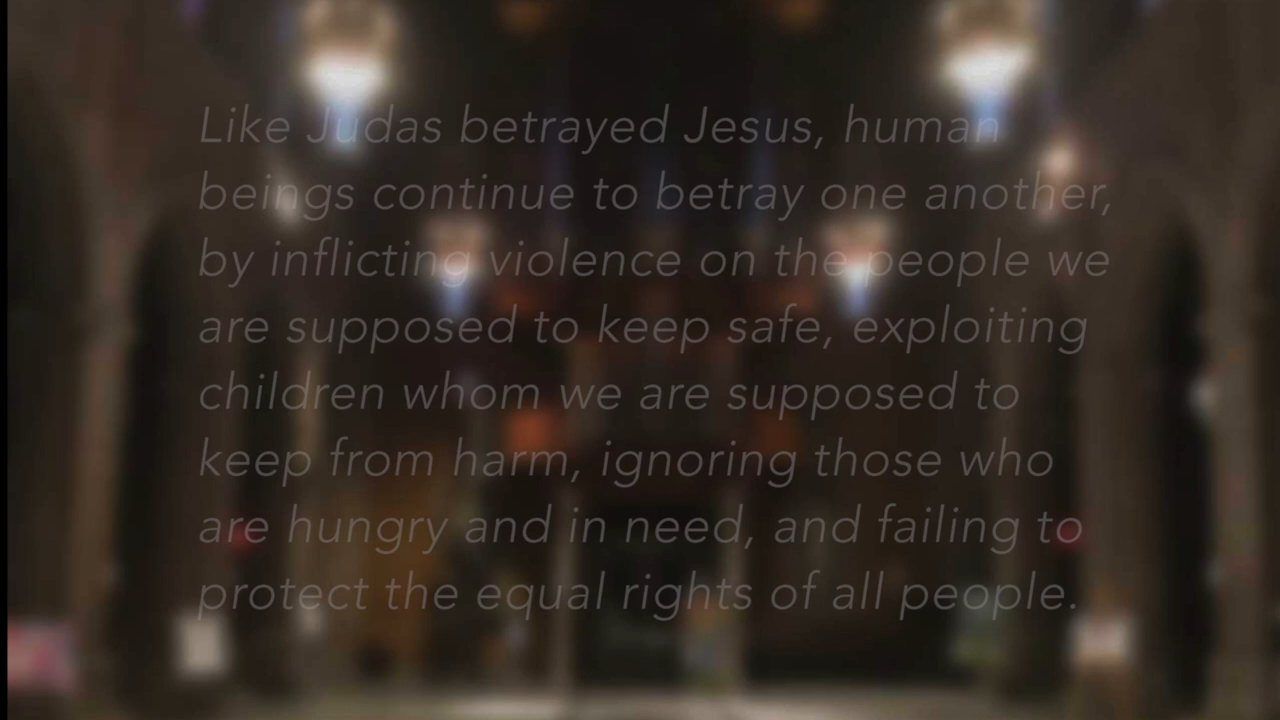 Like Judas betrayed Jesus, human
beings continue to betray one another,
by inflicting violence on the people we
are supposed to keep safe, exploiting
children whom we are supposed to
keep from harm, ignoring those who
are hungry and in need, and failing to
protect the equal rights of all people.